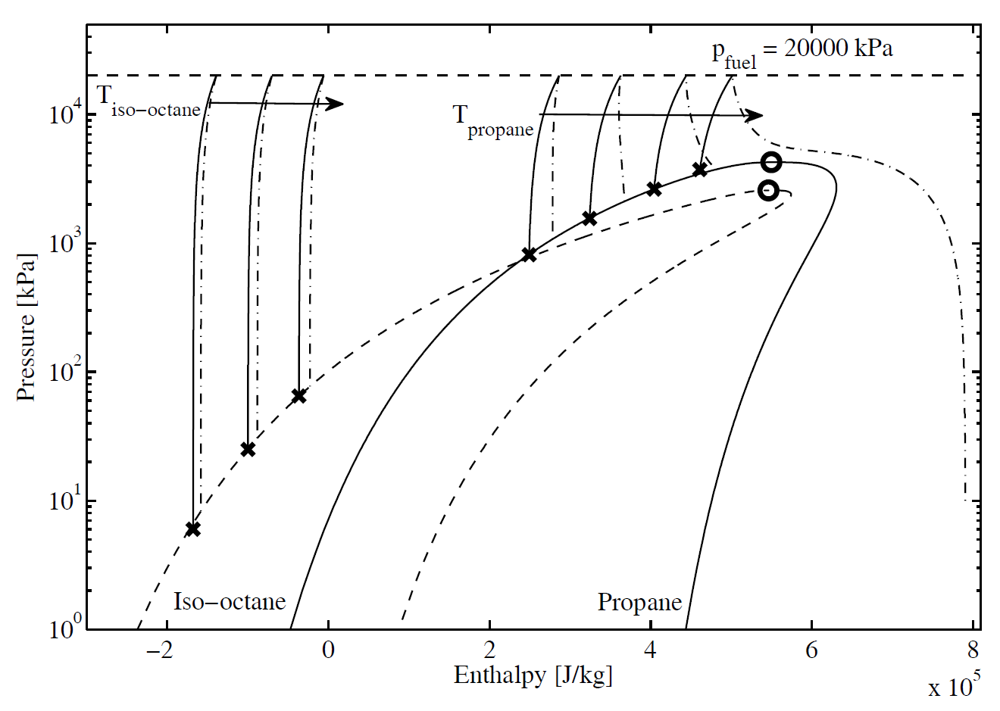 p_fuel = 20000 kPa
T_iso−octane
T_propane
10^4
10^3
10^2
10^1
10^0
Pressure [kPa]
Iso−octane
Propane
−2 0 2 4 6 8
Enthalpy [J/kg]
x 10^5